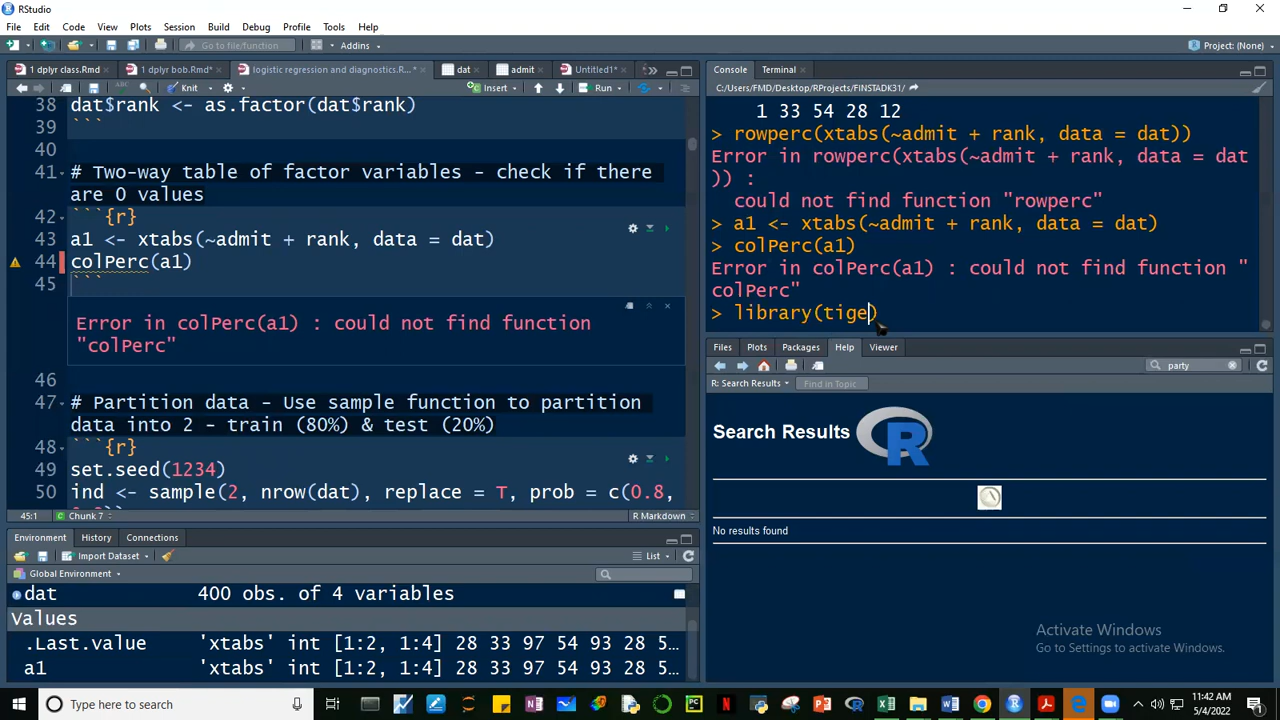 RStudio
File Edit Code View Plots Session Build Debug Profile Tools Help
Go to file/function Addins Project: (None)
1 dplyr class.Rmd 1 dplyr bob.Rmd* logistic regression and diagnostics.R...* dat admit Untitled1*
Knit Insert Run
38 dat$rank <- as.factor(dat$rank)
39 ```
40
41 # Two-way table of factor variables - check if there
are 0 values
42 ```{r}
43 a1 <- xtabs(~admit + rank, data = dat)
44 colPerc(a1)
45 ```
Error in colPerc(a1) : could not find function
"colPerc"
46
47 # Partition data - Use sample function to partition
data into 2 - train (80%) & test (20%)
48 ```{r}
49 set.seed(1234)
50 ind <- sample(2, nrow(dat), replace = T, prob = c(0.8,
45:1 Chunk 7 R Markdown
Environment History Connections
Import Dataset List
Global Environment
dat 400 obs. of 4 variables
Values
.Last.value 'xtabs' int [1:2, 1:4] 28 33 97 54 93 28 5...
a1 'xtabs' int [1:2, 1:4] 28 33 97 54 93 28 5...
Console Terminal
C:/Users/FMD/Desktop/RProjects/FINSTADK31/
1 33 54 28 12
> rowperc(xtabs(~admit + rank, data = dat))
Error in rowperc(xtabs(~admit + rank, data = dat
)) :
could not find function "rowperc"
> a1 <- xtabs(~admit + rank, data = dat)
> colPerc(a1)
Error in colPerc(a1) : could not find function "
colPerc"
> library(tige)
Files Plots Packages Help Viewer
party
R: Search Results Find in Topic
Search Results R
No results found
Activate Windows
Go to Settings to activate Windows.
Type here to search
11:42 AM
5/4/2022